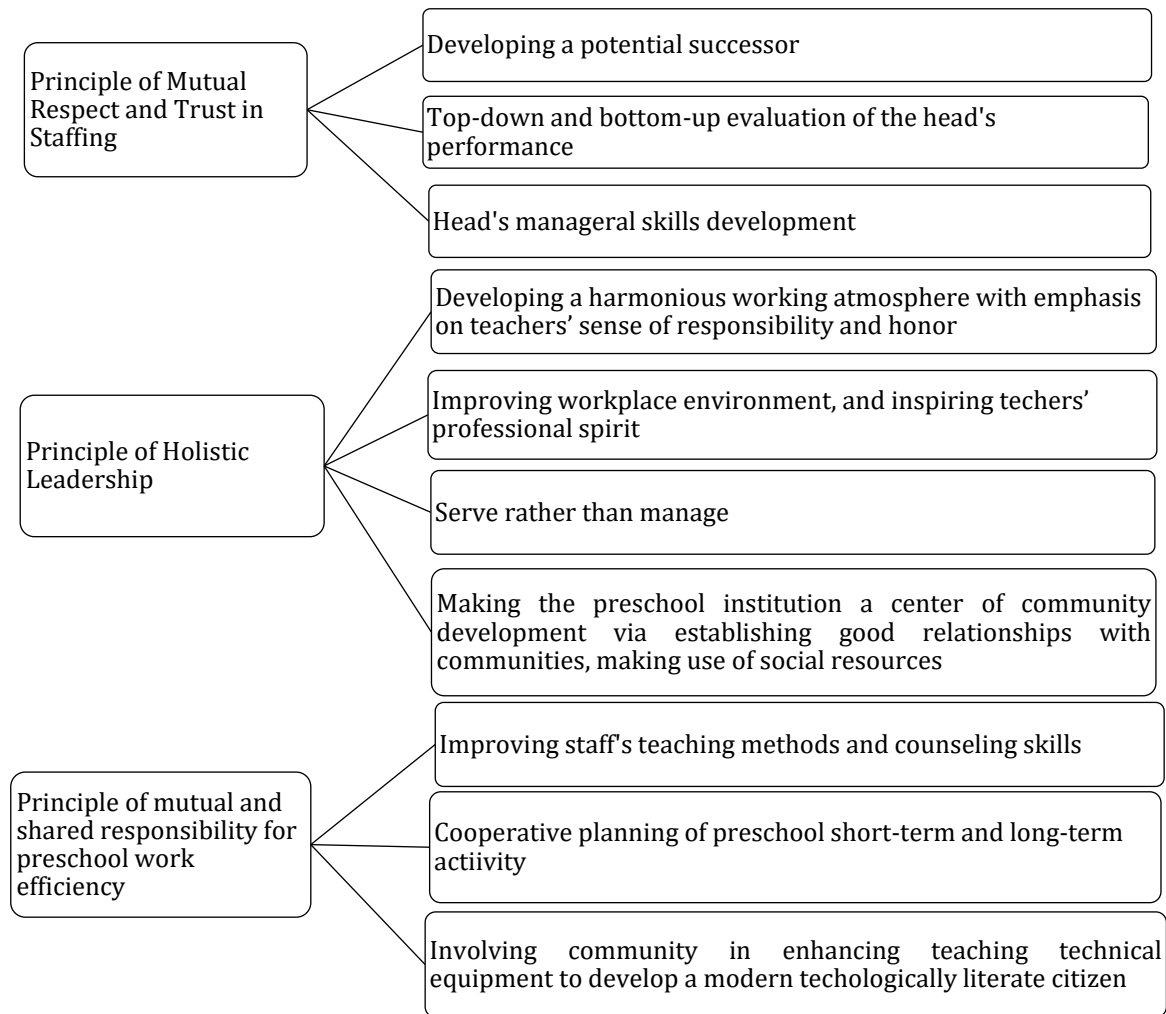 Principle of Mutual
Respect and Trust in
Staffing
Developing a potential successor
Top-down and bottom-up evaluation of the head's
performance
Head's manageral skills development
Principle of Holistic
Leadership
Developing a harmonious working atmosphere with emphasis
on teachers’ sense of responsibility and honor
Improving workplace environment, and inspiring techers’
professional spirit
Serve rather than manage
Making the preschool institution a center of community
development via establishing good relationships with
communities, making use of social resources
Principle of mutual and
shared responsibility for
preschool work
efficiency
Improving staff's teaching methods and counseling skills
Cooperative planning of preschool short-term and long-term
actiivity
Involving community in enhancing teaching technical
equipment to develop a modern techologically literate citizen